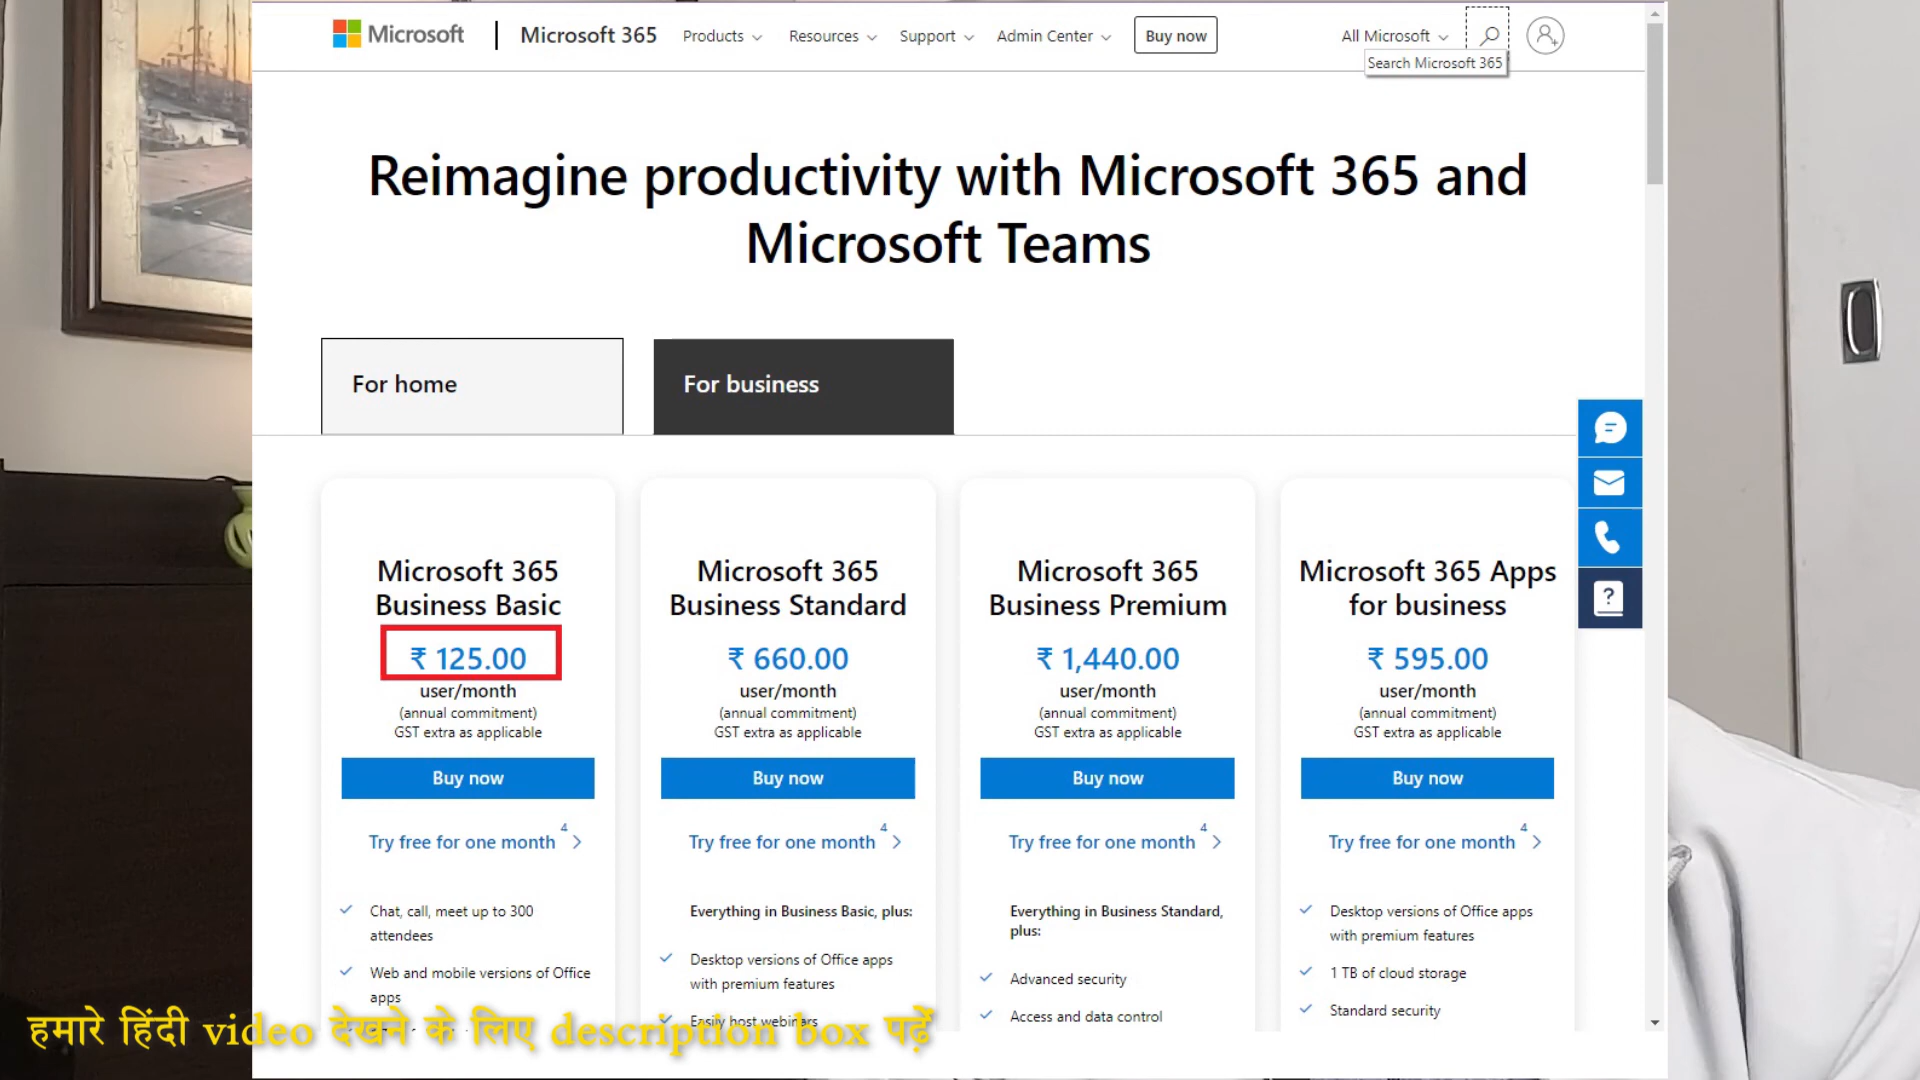 Microsoft
Microsoft 365
Products
Resources
Support
Admin Center
Buy now
All Microsoft
Search Microsoft 365
Reimagine productivity with Microsoft 365 and
Microsoft Teams
For home
For business
Microsoft 365
Business Basic
₹ 125.00
user/month
(annual commitment)
GST extra as applicable
Buy now
Try free for one month 4
Chat, call, meet up to 300
attendees
Web and mobile versions of Office
apps
Microsoft 365
Business Standard
₹ 660.00
user/month
(annual commitment)
GST extra as applicable
Buy now
Try free for one month 4
Everything in Business Basic, plus:
Desktop versions of Office apps
with premium features
Easily host webinars
Microsoft 365
Business Premium
₹ 1,440.00
user/month
(annual commitment)
GST extra as applicable
Buy now
Try free for one month 4
Everything in Business Standard,
plus:
Advanced security
Access and data control
Microsoft 365 Apps
for business
₹ 595.00
user/month
(annual commitment)
GST extra as applicable
Buy now
Try free for one month 4
Desktop versions of Office apps
with premium features
1 TB of cloud storage
Standard security
हमारे हिंदी video देखने के लिए description box पढ़ें